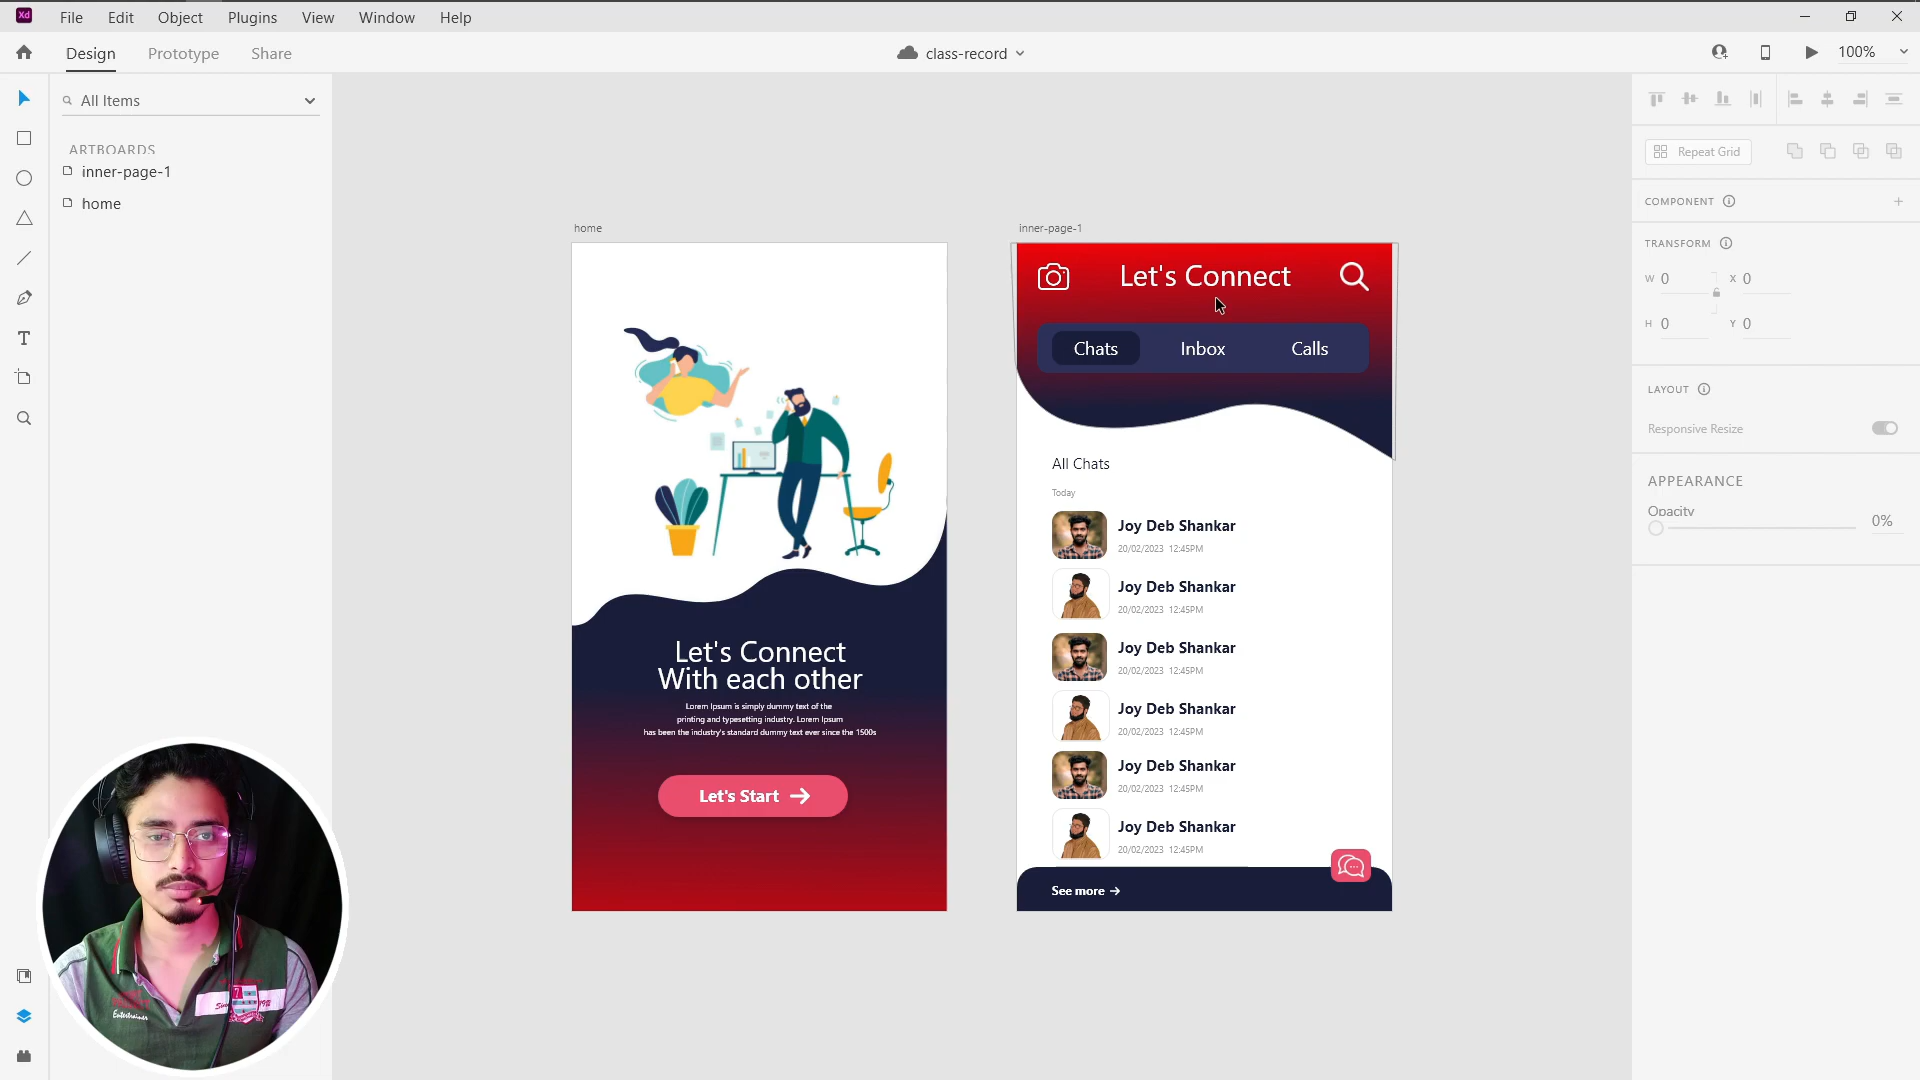 Xd File Edit Object Plugins View Window Help
Design Prototype Share class-record 100%
All Items
ARTBOARDS
inner-page-1
home
home
Let's Connect
With each other
Lorem Ipsum is simply dummy text of the
printing and typesetting industry. Lorem Ipsum
has been the industry's standard dummy text ever since the 1500s
Let's Start
inner-page-1
Let's Connect
Chats Inbox Calls
All Chats
Today
Joy Deb Shankar
20/02/2023 12:45PM
Joy Deb Shankar
20/02/2023 12:45PM
Joy Deb Shankar
20/02/2023 12:45PM
Joy Deb Shankar
20/02/2023 12:45PM
Joy Deb Shankar
20/02/2023 12:45PM
Joy Deb Shankar
20/02/2023 12:45PM
See more
Repeat Grid
COMPONENT
TRANSFORM
W 0 X 0
H 0 Y 0
LAYOUT
Responsive Resize
APPEARANCE
Opacity
0%
Entertrainer